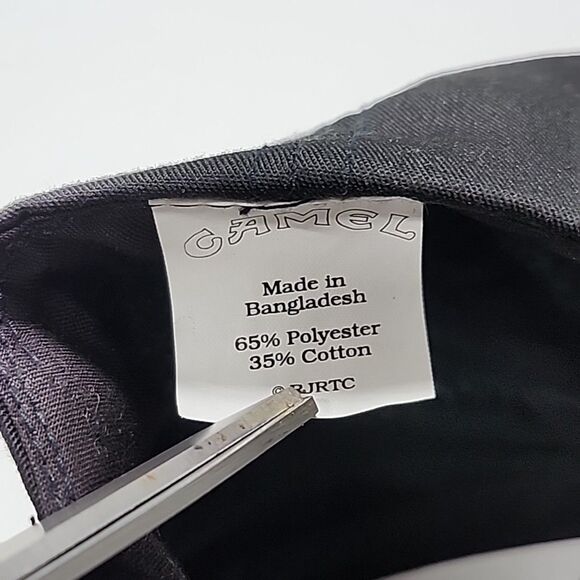 CAMEL
Made in
Bangladesh
65% Polyester
35% Cotton
© RJRTC